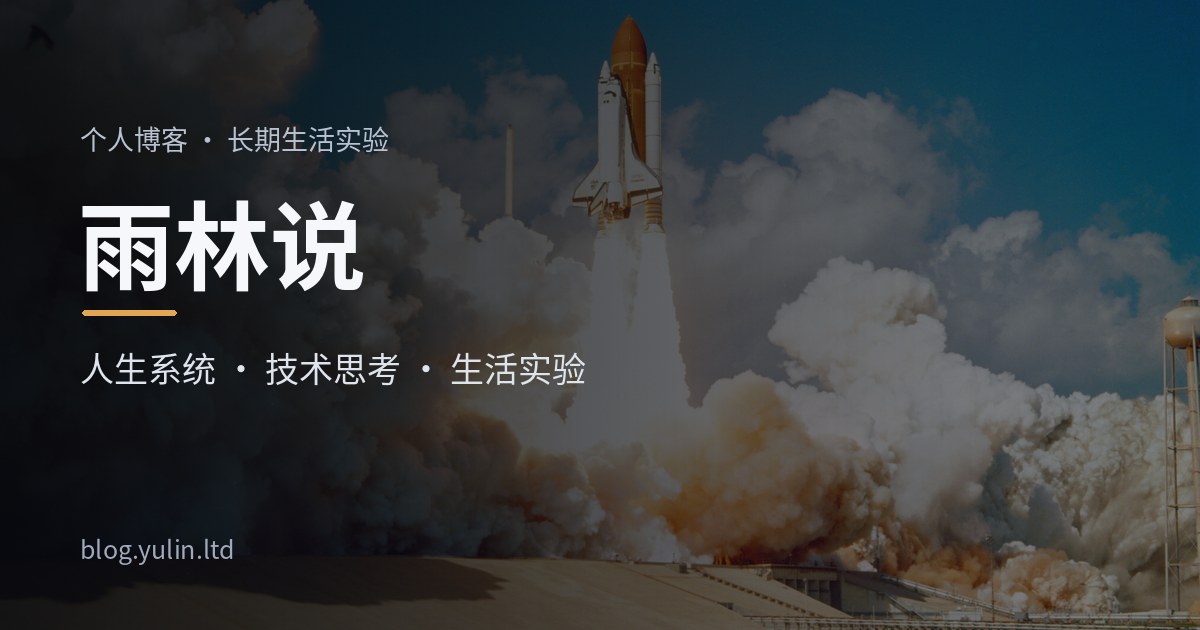 个人博客 · 长期生活实验
雨林说
人生系统 · 技术思考 · 生活实验
blog.yulin.ltd